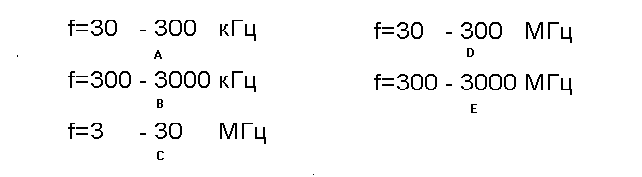 f=30 - 300 кГц
A
f=300 - 3000 кГц
B
f=3 - 30 МГц
C
f=30 - 300 МГц
D
f=300 - 3000 МГц
E